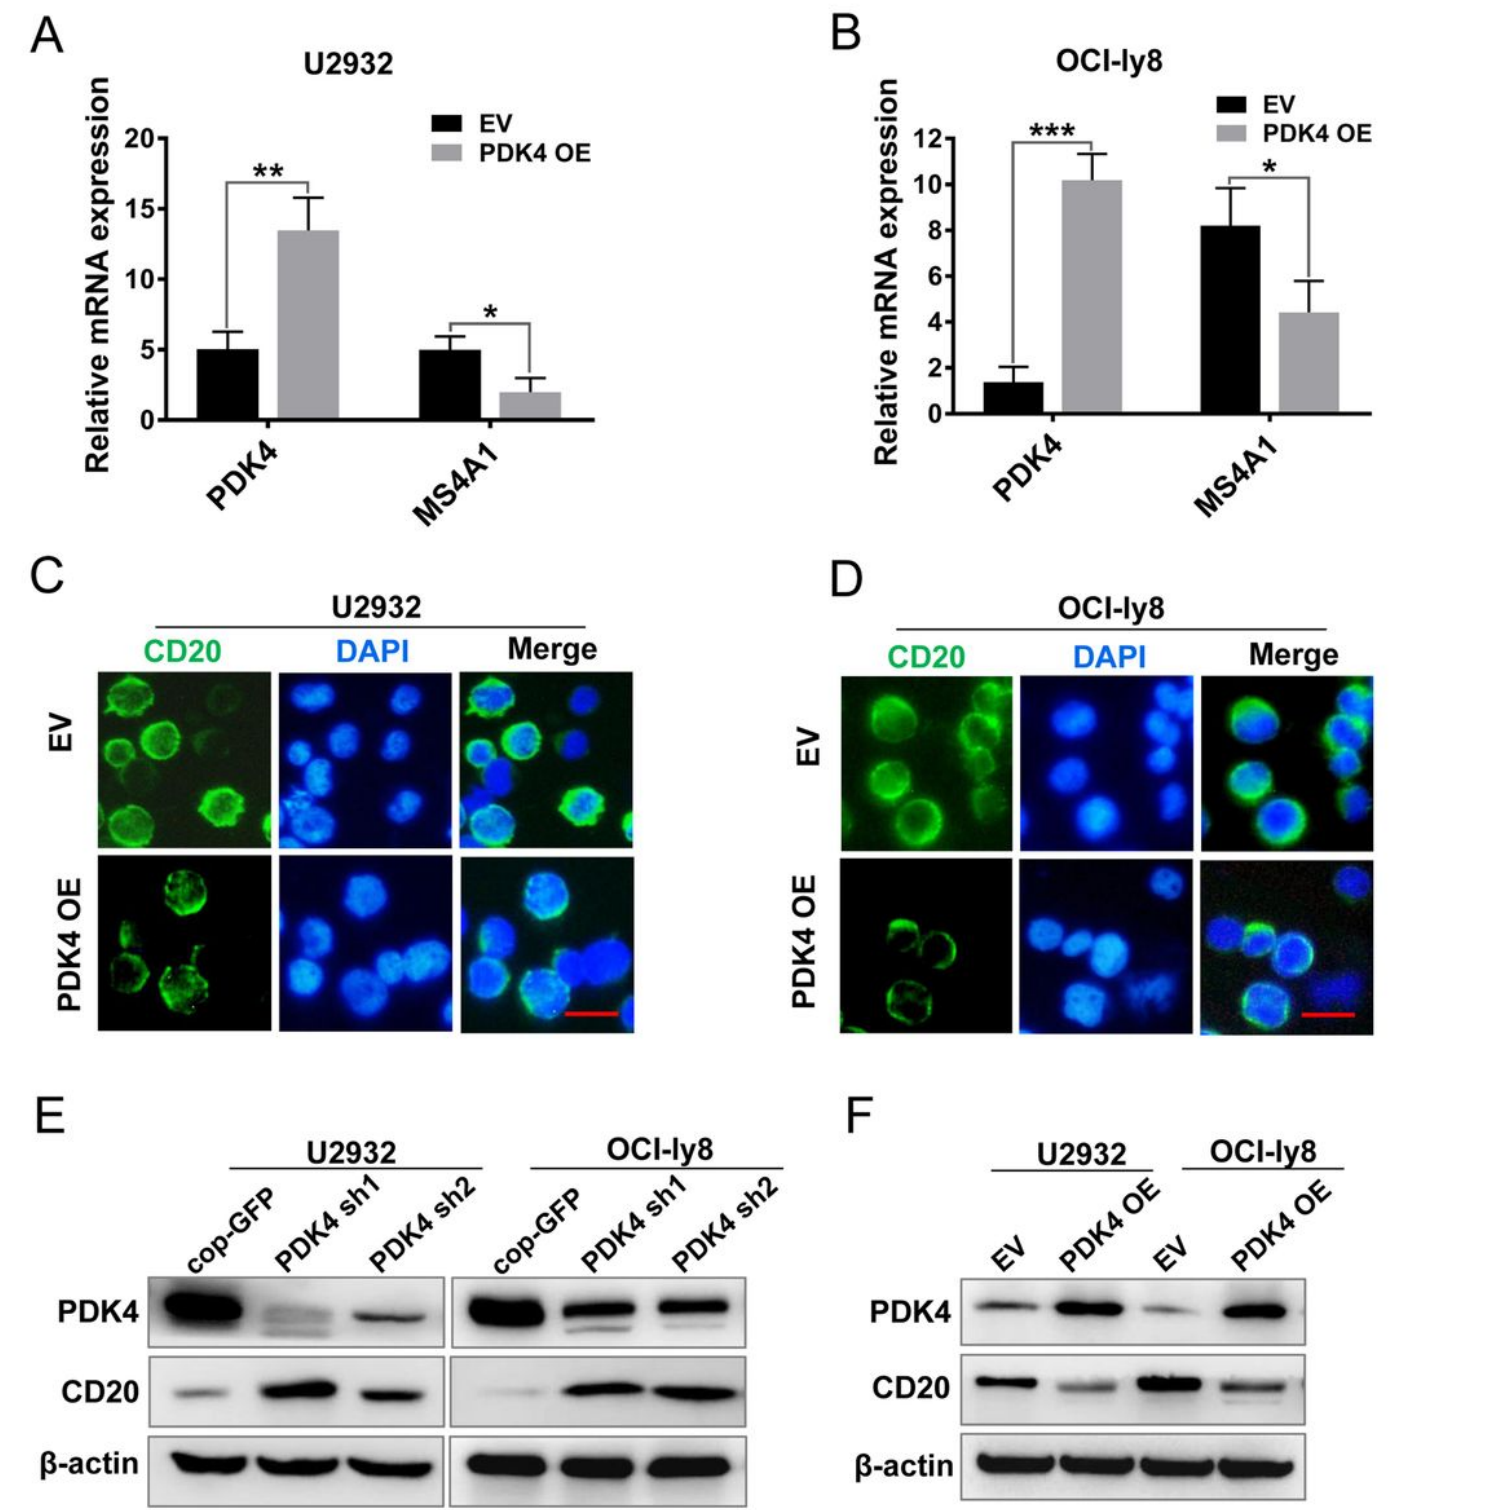 A
U2932
EV
PDK4 OE
Relative mRNA expression
20
15
10
5
0
**
*
PDK4
MS4A1
B
OCI-ly8
EV
PDK4 OE
Relative mRNA expression
12
10
8
6
4
2
0
***
*
PDK4
MS4A1
C
U2932
CD20 DAPI Merge
EV
PDK4 OE
D
OCI-ly8
CD20 DAPI Merge
EV
PDK4 OE
E
U2932 OCI-ly8
cop-GFP PDK4 sh1 PDK4 sh2 cop-GFP PDK4 sh1 PDK4 sh2
PDK4
CD20
β-actin
F
U2932 OCI-ly8
EV PDK4 OE EV PDK4 OE
PDK4
CD20
β-actin